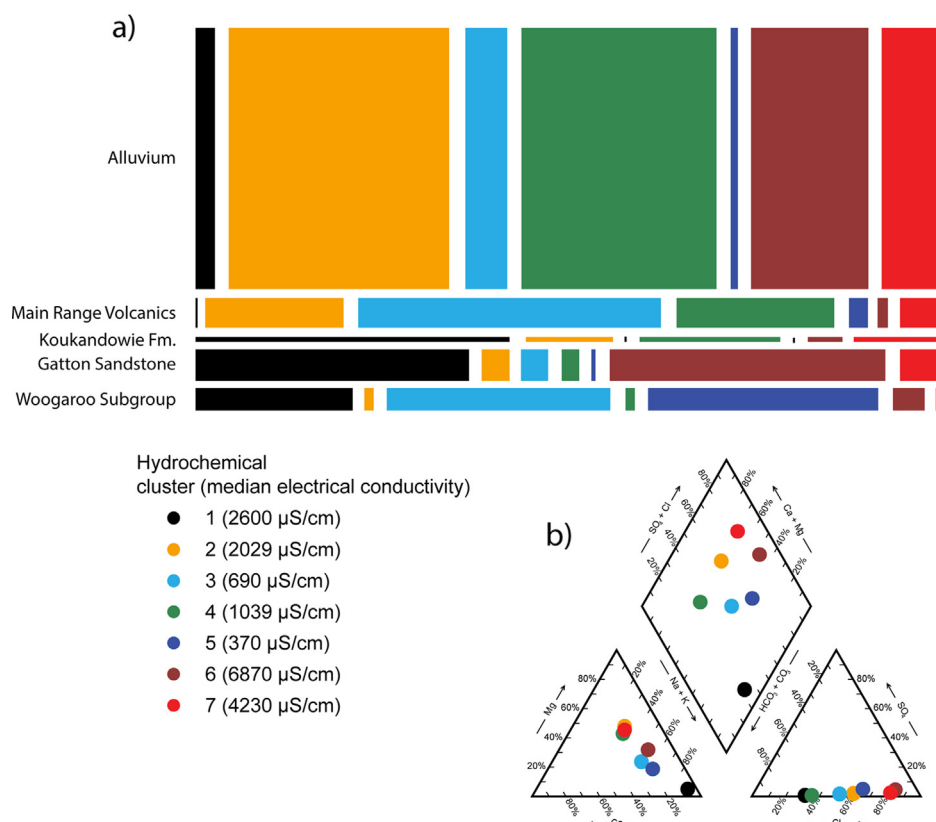 a)
Alluvium
Main Range Volcanics
Koukandowie Fm.
Gatton Sandstone
Woogaroo Subgroup
Hydrochemical
cluster (median electrical conductivity)
1 (2600 µS/cm)
2 (2029 µS/cm)
3 (690 µS/cm)
4 (1039 µS/cm)
5 (370 µS/cm)
6 (6870 µS/cm)
7 (4230 µS/cm)
b)
80% 80%
60% 60%
40% 40%
20% 20%
SO₄ + Cl
Ca + Mg
Na + K
HCO₃ + CO₃
Mg
SO₄
80% 20% 20% 80%
60% 40% 40% 60%
40% 60% 60% 40%
20% 80% 80% 20%
80% 60% 40% 20% 20% 40% 60% 80%